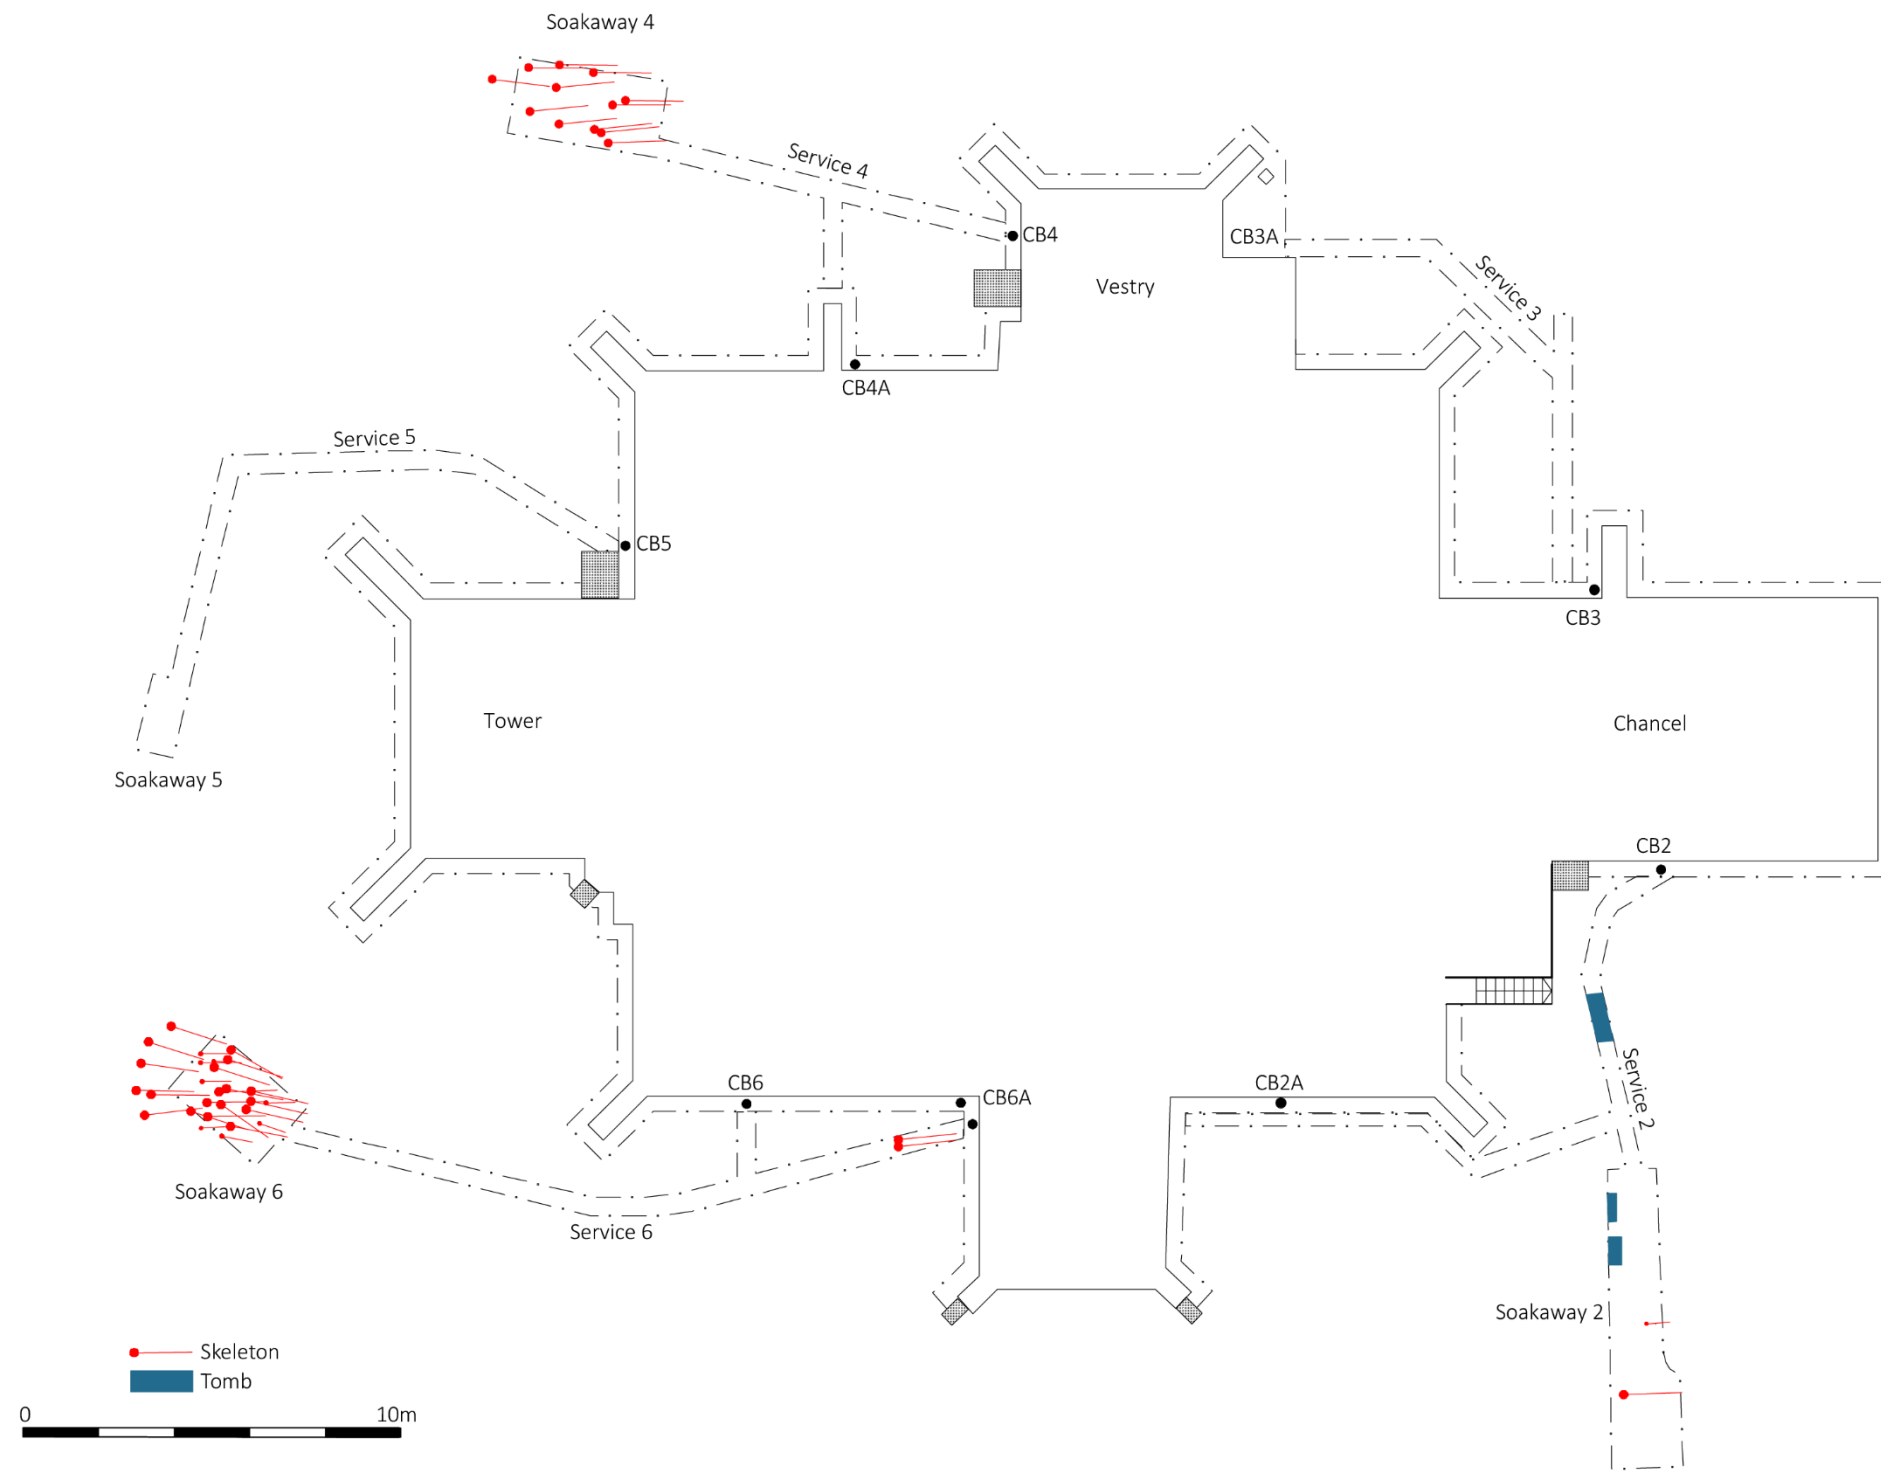 Soakaway 4
Service 4
CB4
CB3A
Vestry
Service 3
CB4A
Service 5
CB5
CB3
Tower
Chancel
Soakaway 5
CB2
Service 2
CB6
CB6A
CB2A
Soakaway 6
Service 6
Soakaway 2
Skeleton
Tomb
0 10m